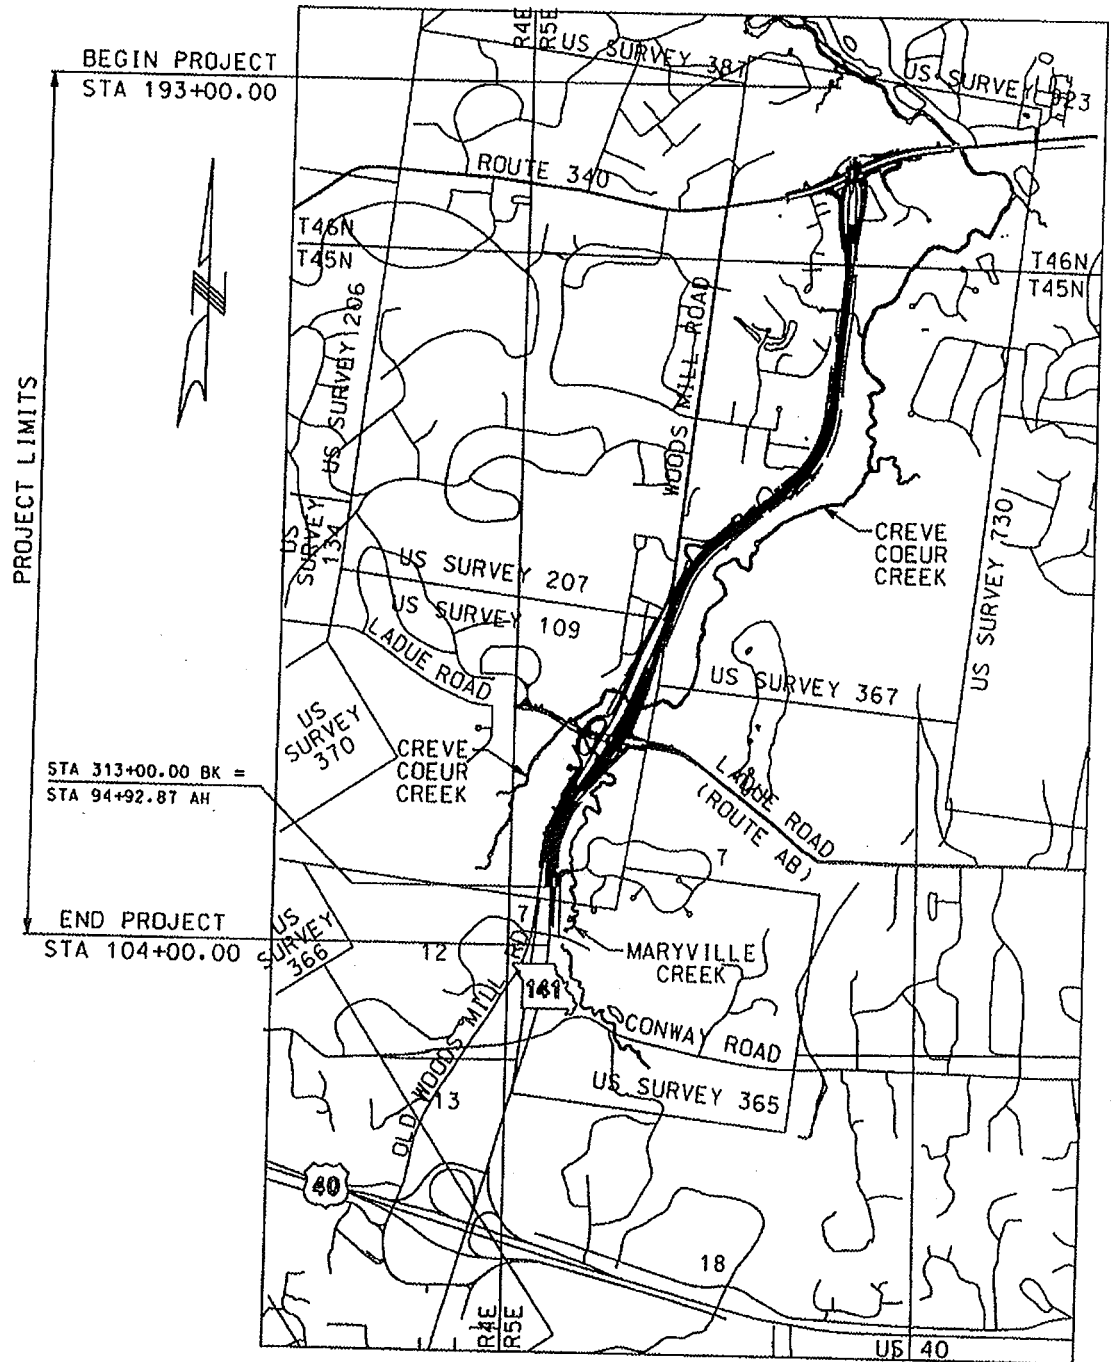 BEGIN PROJECT
STA 193+00.00
R4E
R5E
US SURVEY 387
US SURVEY 923
ROUTE 340
T46N
T45N
T46N
T45N
PROJECT LIMITS
US SURVEY 1206
WOODS MILL ROAD
US
SURVEY
134
CREVE
COEUR
CREEK
US SURVEY 730
US SURVEY 207
US SURVEY 109
LADUE ROAD
US SURVEY 367
US
SURVEY
370
CREVE
COEUR
CREEK
STA 313+00.00 BK =
STA 94+92.87 AH
LADUE ROAD
(ROUTE AB)
7
END PROJECT
STA 104+00.00
US
SURVEY
366
12
7
MARYVILLE
CREEK
141
OLD WOODS MILL RD
CONWAY ROAD
US SURVEY 365
13
40
18
R4E
R5E
US 40